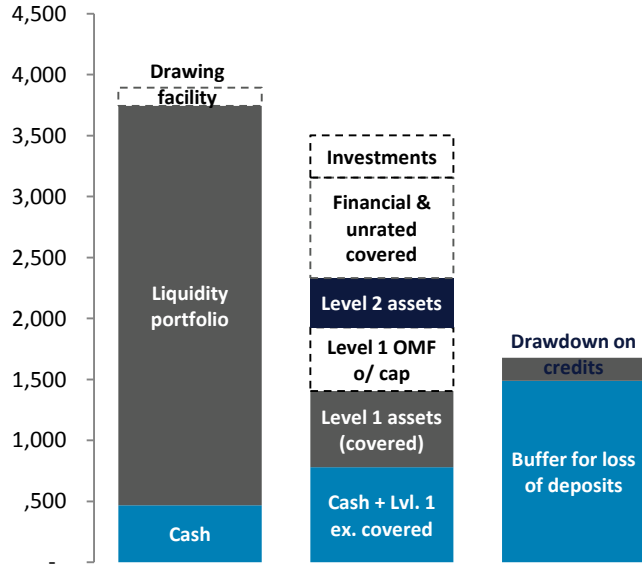 4,500
4,000
3,500
3,000
2,500
2,000
1,500
1,000
,500
-
Drawing
facility
Liquidity
portfolio
Cash
Investments
Financial &
unrated
covered
Level 2 assets
Level 1 OMF
o/ cap
Level 1 assets
(covered)
Cash + Lvl. 1
ex. covered
Drawdown on
credits
Buffer for loss
of deposits